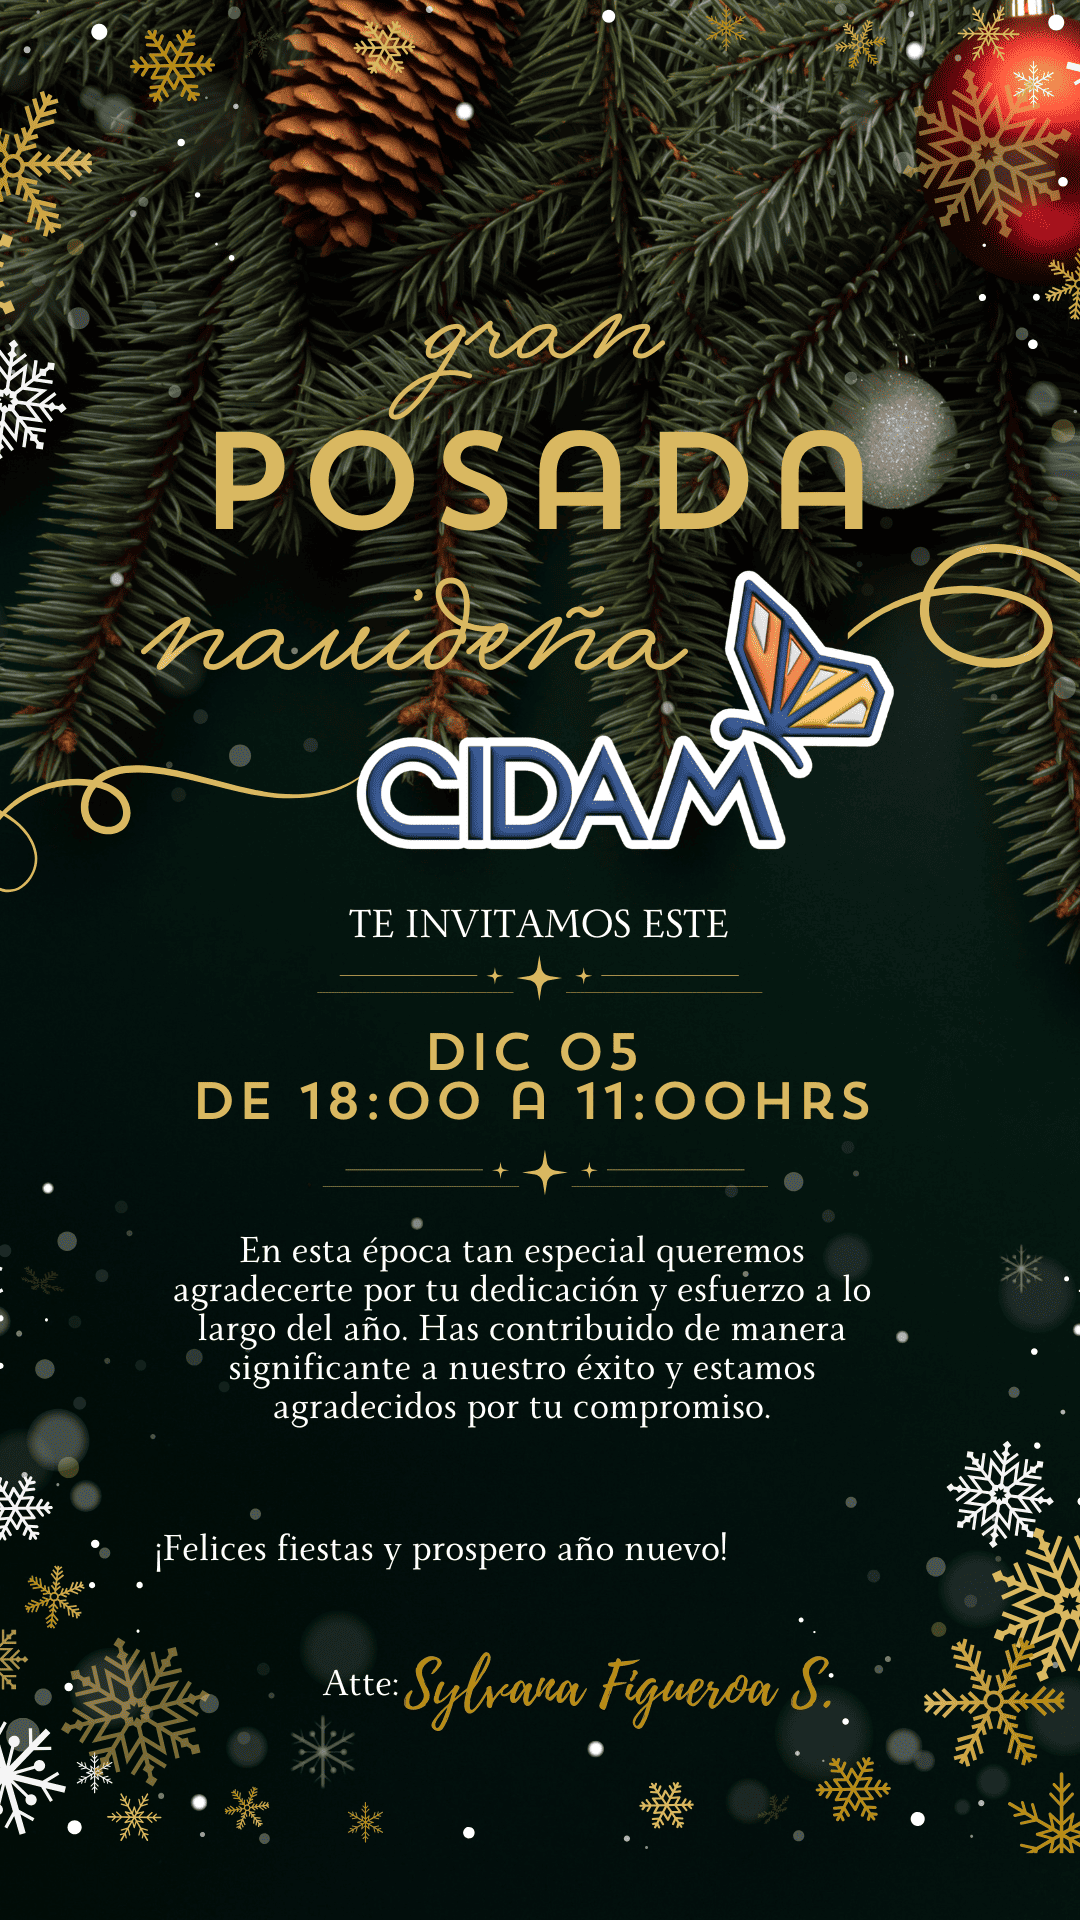 gran
POSADA
navideña
CIDAM
TE INVITAMOS ESTE
DIC 05
DE 18:00 A 11:00HRS
En esta época tan especial queremos
agradecerte por tu dedicación y esfuerzo a lo
largo del año. Has contribuido de manera
significante a nuestro éxito y estamos
agradecidos por tu compromiso.
¡Felices fiestas y prospero año nuevo!
Atte: Sylvana Figueroa S.